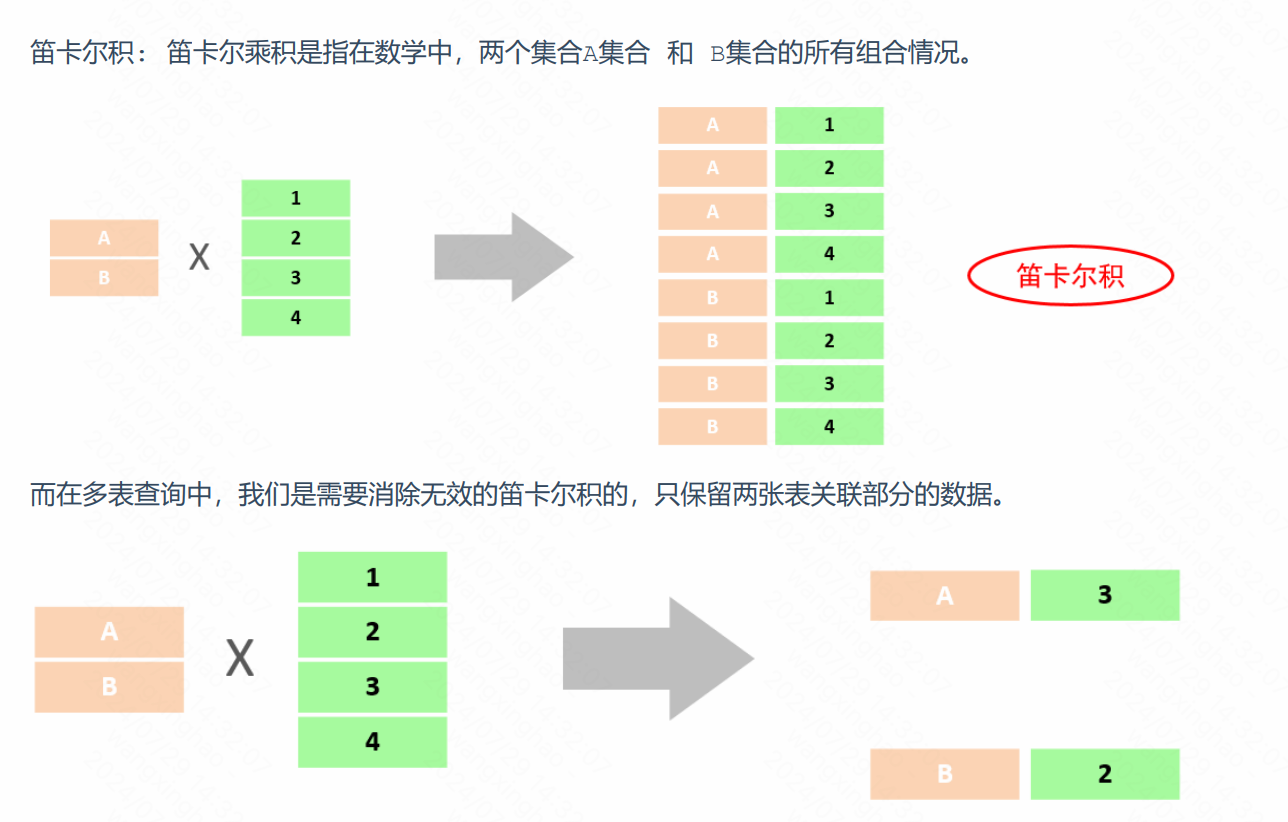 笛卡尔积： 笛卡尔乘积是指在数学中，两个集合A集合 和 B集合的所有组合情况。
A 1
A 2
A 3
A 4
B 1
B 2
B 3
B 4
A
B
X
1
2
3
4
笛卡尔积
而在多表查询中，我们是需要消除无效的笛卡尔积的，只保留两张表关联部分的数据。
A
B
X
1
2
3
4
A 3
B 2